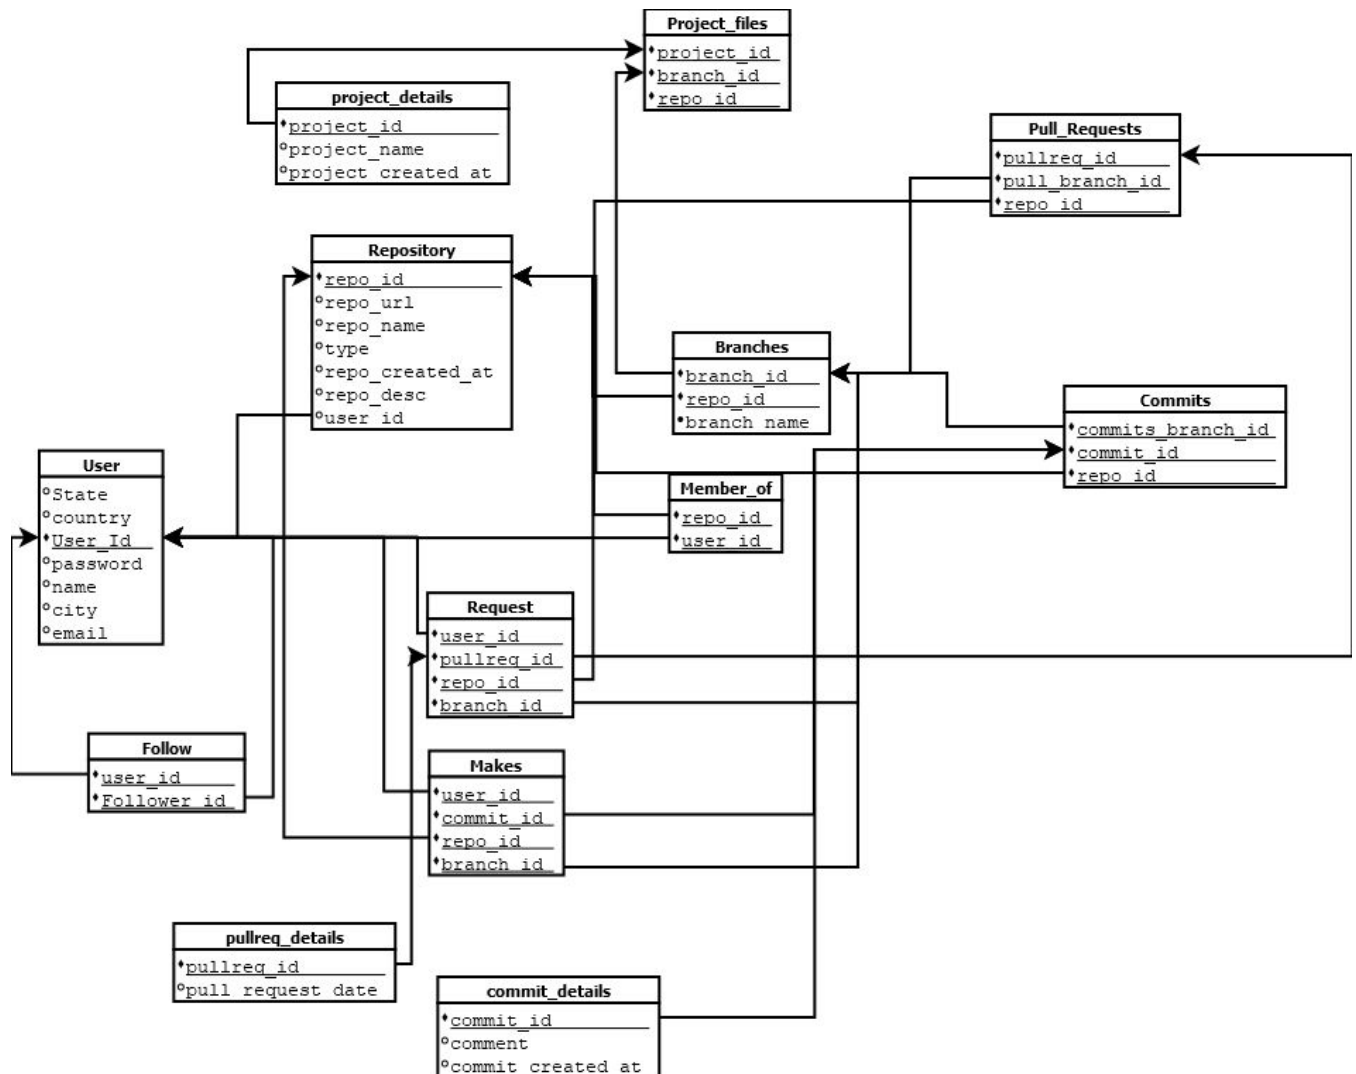 Project_files
project_id
branch_id
repo_id
project_details
project_id
project_name
project_created_at
Pull_Requests
pullreq_id
pull_branch_id
repo_id
Repository
repo_id
repo_url
repo_name
type
repo_created_at
repo_desc
user_id
Branches
branch_id
repo_id
branch_name
Commits
commits_branch_id
commit_id
repo_id
User
State
country
User_Id
password
name
city
email
Member_of
repo_id
user_id
Request
user_id
pullreq_id
repo_id
branch_id
Follow
user_id
Follower_id
Makes
user_id
commit_id
repo_id
branch_id
pullreq_details
pullreq_id
pull_request_date
commit_details
commit_id
comment
commit_created_at